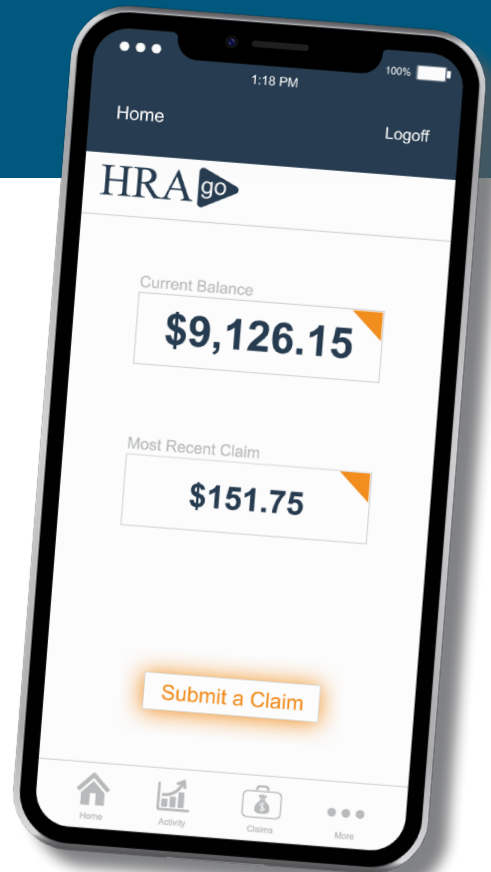 1:18 PM
100%
Home
Logoff
HRA go
Current Balance
$9,126.15
Most Recent Claim
$151.75
Submit a Claim
Home
Activity
Claims
More